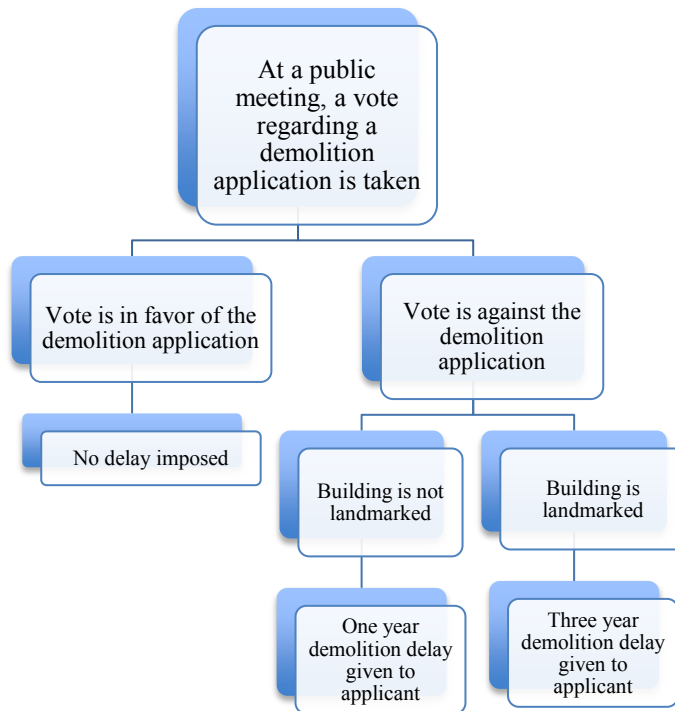 At a public
meeting, a vote
regarding a
demolition
application is taken
Vote is in favor of the
demolition application
Vote is against the
demolition
application
No delay imposed
Building is not
landmarked
Building is
landmarked
One year
demolition delay
given to
applicant
Three year
demolition delay
given to
applicant